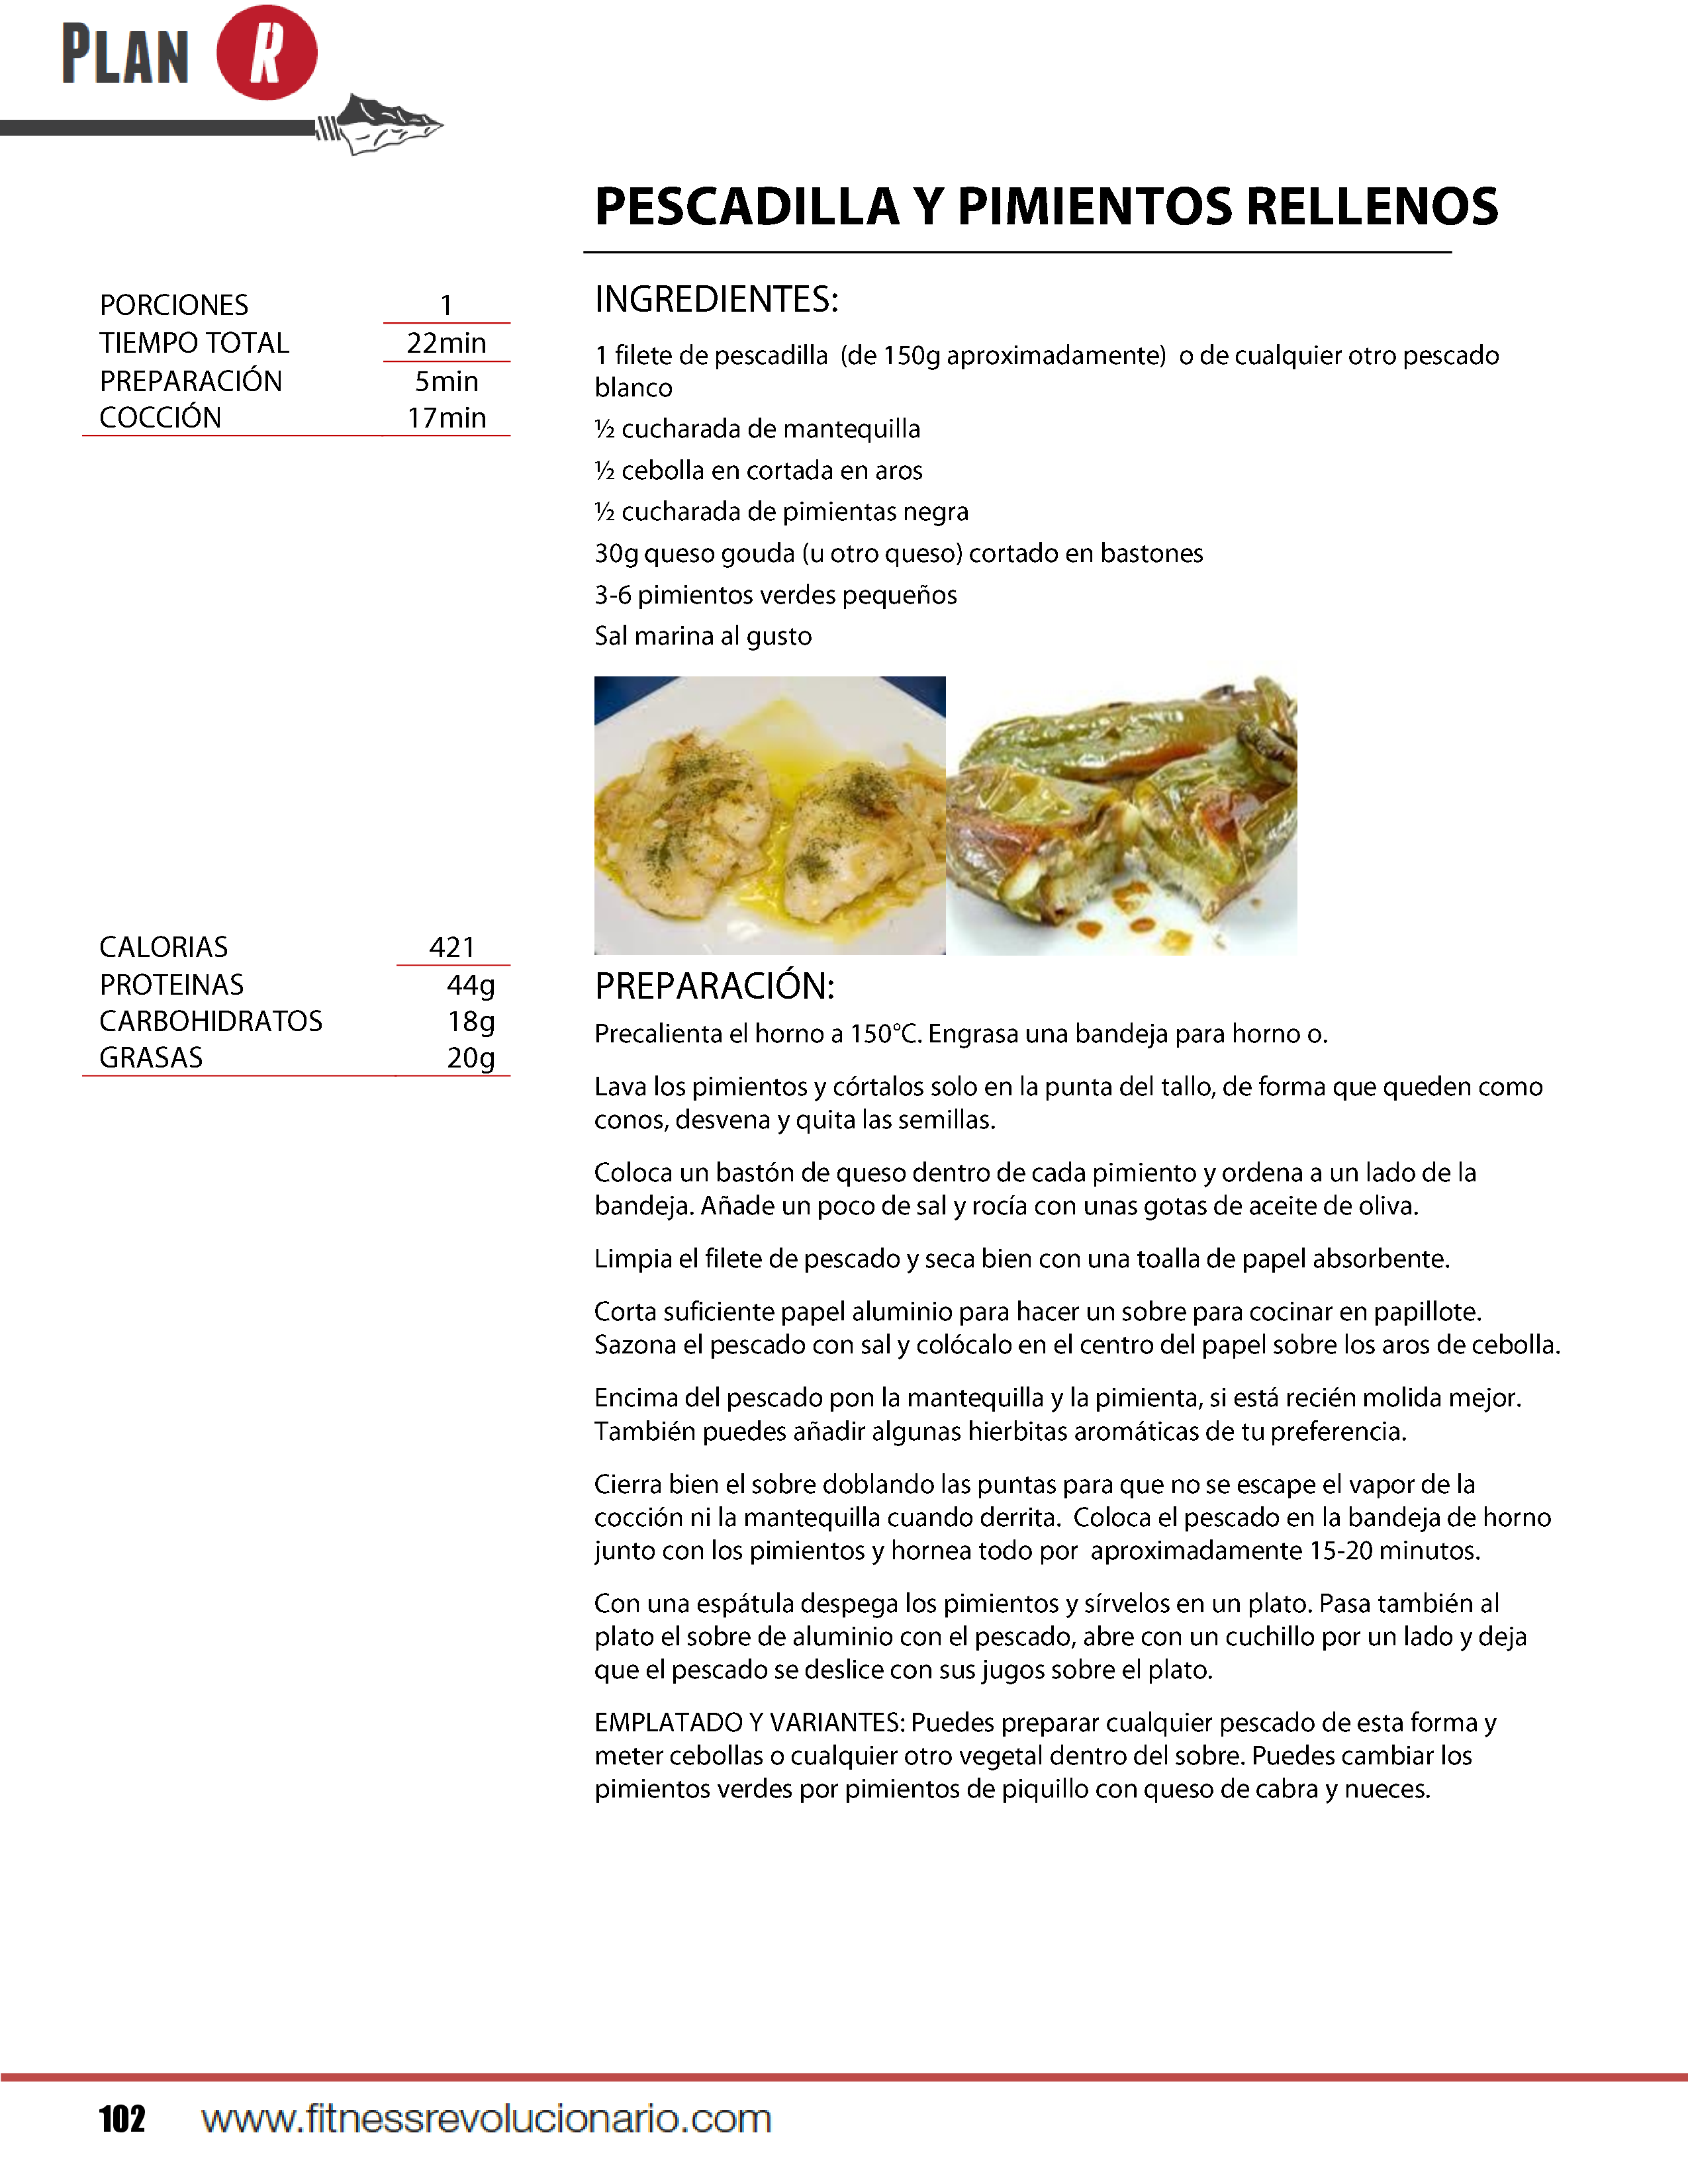 PLAN R
PESCADILLA Y PIMIENTOS RELLENOS
PORCIONES 1
TIEMPO TOTAL 22min
PREPARACIÓN 5min
COCCIÓN 17min
INGREDIENTES:
1 filete de pescadilla (de 150g aproximadamente) o de cualquier otro pescado
blanco
½ cucharada de mantequilla
½ cebolla en cortada en aros
½ cucharada de pimientas negra
30g queso gouda (u otro queso) cortado en bastones
3-6 pimientos verdes pequeños
Sal marina al gusto
CALORIAS 421
PROTEINAS 44g
CARBOHIDRATOS 18g
GRASAS 20g
PREPARACIÓN:
Precalienta el horno a 150°C. Engrasa una bandeja para horno o.
Lava los pimientos y córtalos solo en la punta del tallo, de forma que queden como
conos, desvena y quita las semillas.
Coloca un bastón de queso dentro de cada pimiento y ordena a un lado de la
bandeja. Añade un poco de sal y rocía con unas gotas de aceite de oliva.
Limpia el filete de pescado y seca bien con una toalla de papel absorbente.
Corta suficiente papel aluminio para hacer un sobre para cocinar en papillote.
Sazona el pescado con sal y colócalo en el centro del papel sobre los aros de cebolla.
Encima del pescado pon la mantequilla y la pimienta, si está recién molida mejor.
También puedes añadir algunas hierbitas aromáticas de tu preferencia.
Cierra bien el sobre doblando las puntas para que no se escape el vapor de la
cocción ni la mantequilla cuando derrita. Coloca el pescado en la bandeja de horno
junto con los pimientos y hornea todo por aproximadamente 15-20 minutos.
Con una espátula despega los pimientos y sírvelos en un plato. Pasa también al
plato el sobre de aluminio con el pescado, abre con un cuchillo por un lado y deja
que el pescado se deslice con sus jugos sobre el plato.
EMPLATADO Y VARIANTES: Puedes preparar cualquier pescado de esta forma y
meter cebollas o cualquier otro vegetal dentro del sobre. Puedes cambiar los
pimientos verdes por pimientos de piquillo con queso de cabra y nueces.
102 www.fitnessrevolucionario.com